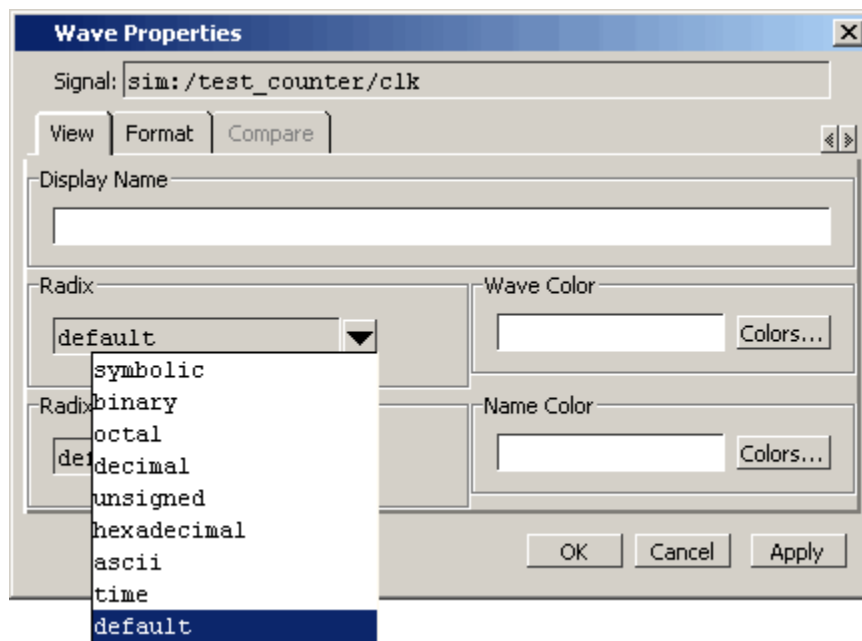 Wave Properties
Signal: sim:/test_counter/clk
View Format Compare
Display Name
Radix
default
symbolic
binary
octal
decimal
unsigned
hexadecimal
ascii
time
default
Wave Color
Colors...
Radix
def
Name Color
Colors...
OK Cancel Apply